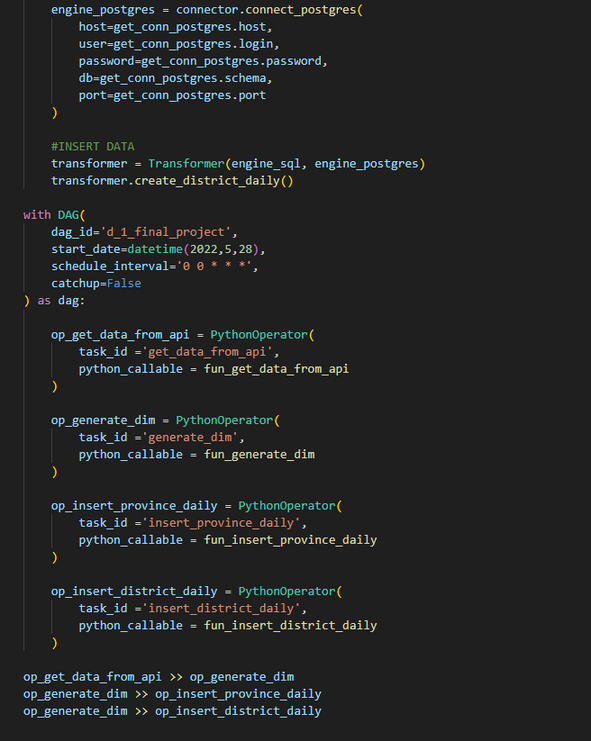 engine_postgres = connector.connect_postgres(
host=get_conn_postgres.host,
user=get_conn_postgres.login,
password=get_conn_postgres.password,
db=get_conn_postgres.schema,
port=get_conn_postgres.port
)
#INSERT DATA
transformer = Transformer(engine_sql, engine_postgres)
transformer.create_district_daily()
with DAG(
dag_id='d_1_final_project',
start_date=datetime(2022,5,28),
schedule_interval='0 0 * * *',
catchup=False
) as dag:
op_get_data_from_api = PythonOperator(
task_id ='get_data_from_api',
python_callable = fun_get_data_from_api
)
op_generate_dim = PythonOperator(
task_id ='generate_dim',
python_callable = fun_generate_dim
)
op_insert_province_daily = PythonOperator(
task_id ='insert_province_daily',
python_callable = fun_insert_province_daily
)
op_insert_district_daily = PythonOperator(
task_id ='insert_district_daily',
python_callable = fun_insert_district_daily
)
op_get_data_from_api >> op_generate_dim
op_generate_dim >> op_insert_province_daily
op_generate_dim >> op_insert_district_daily